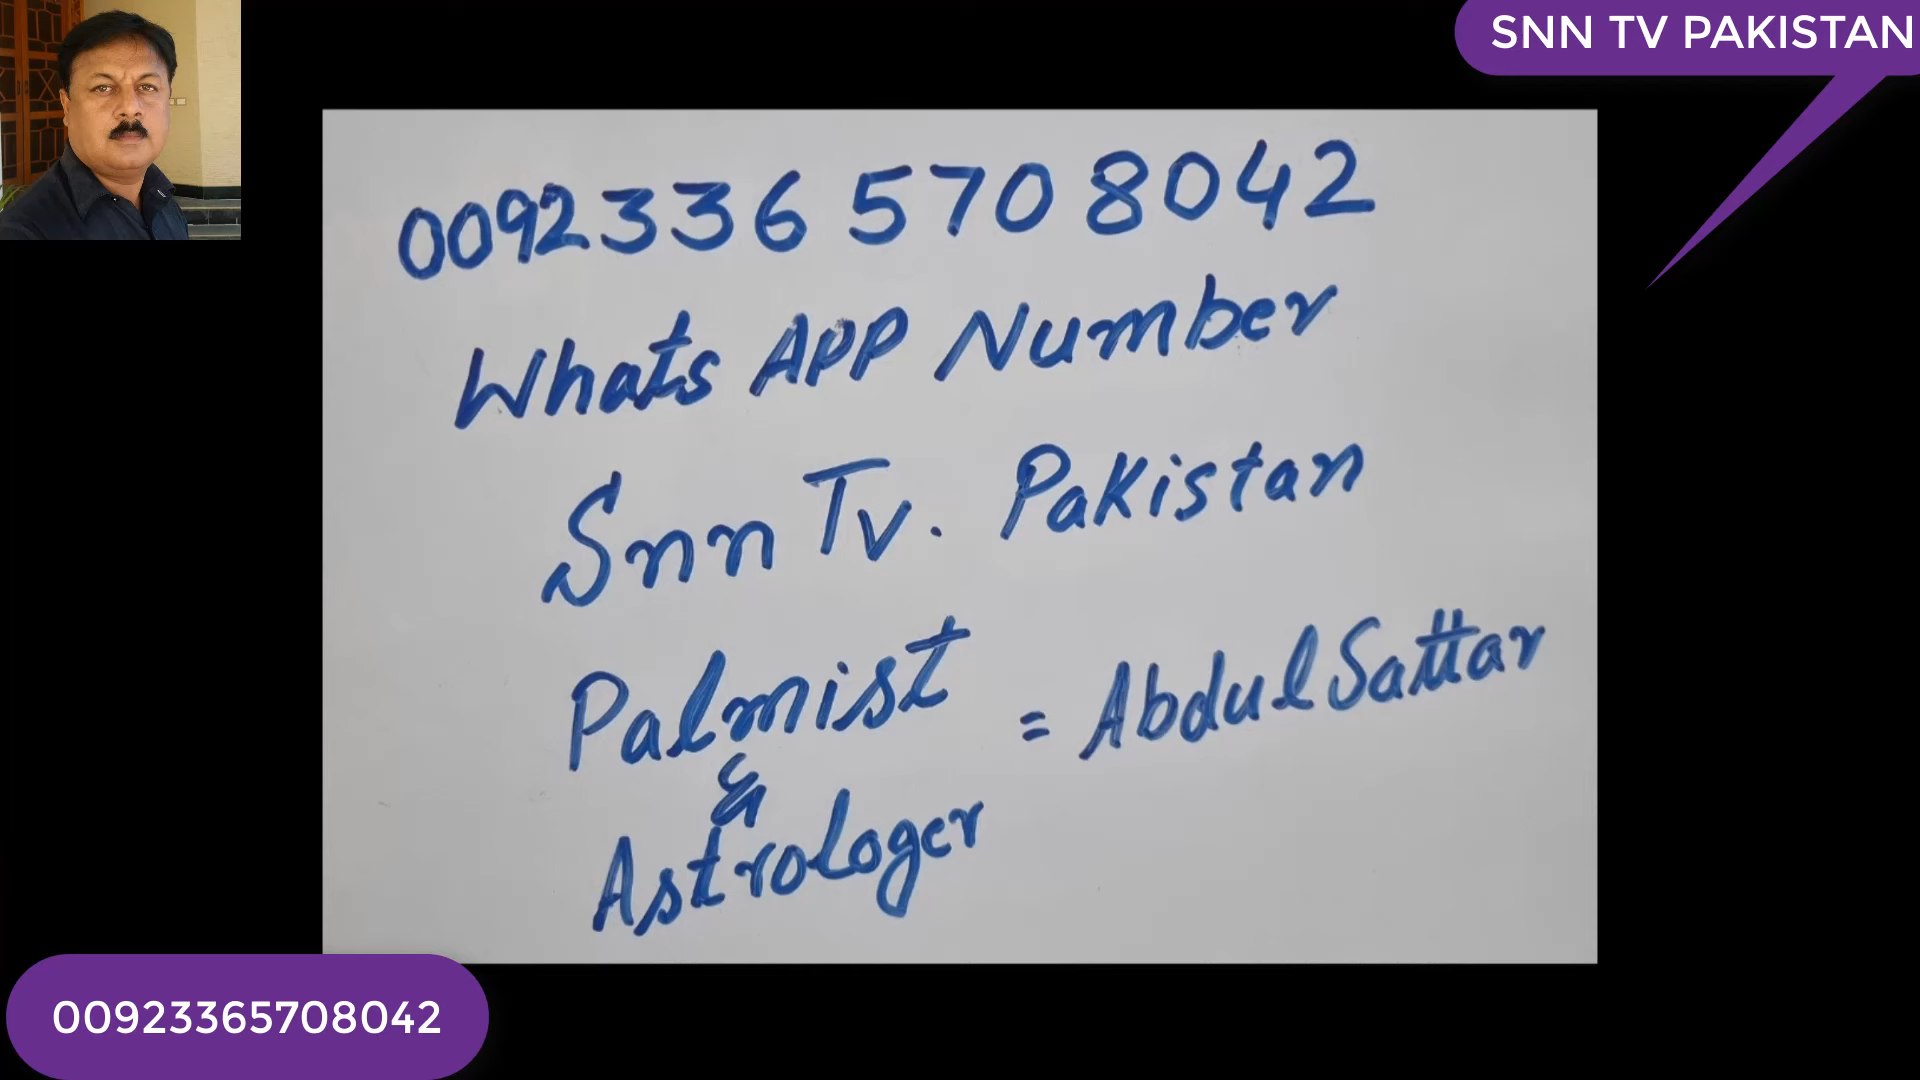 SNN TV PAKISTAN
0092336 570 8042
Whats APP Number
Snn Tv. Pakistan
Palmist = Abdul Sattar
&
Astrologer
00923365708042